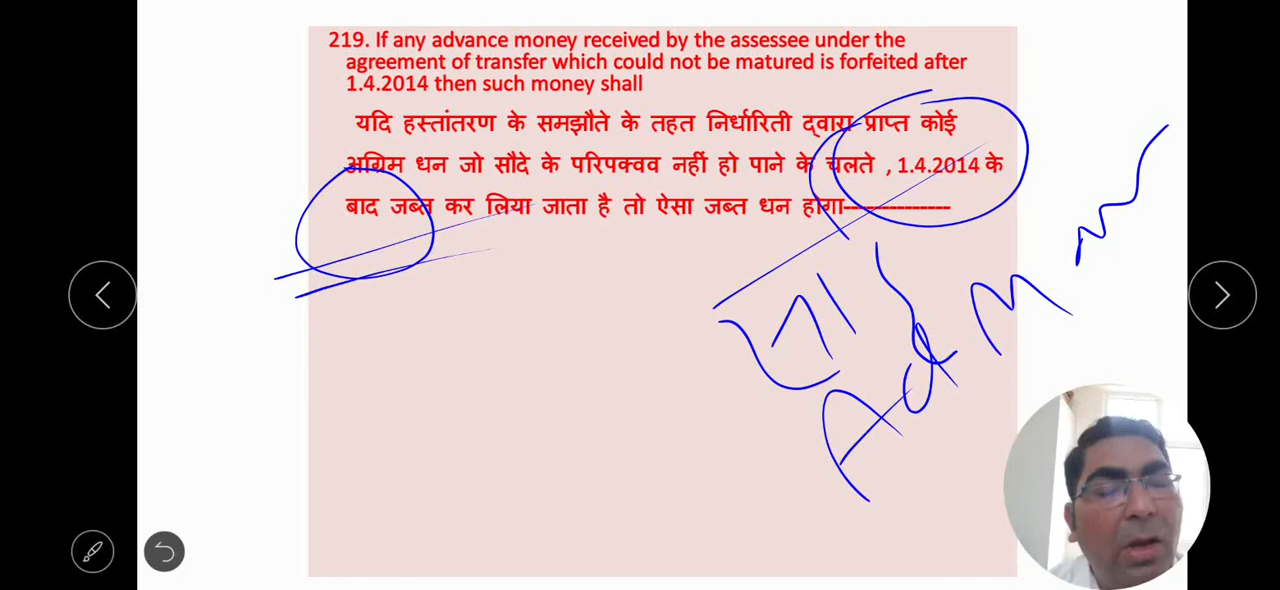 219. If any advance money received by the assessee under the
agreement of transfer which could not be matured is forfeited after
1.4.2014 then such money shall
यदि हस्तांतरण के समझौते के तहत निर्धारिती द्वारा प्राप्त कोई
अग्रिम धन जो सौदे के परिपक्वव नहीं हो पाने के चलते , 1.4.2014 के
बाद जब्त कर लिया जाता है तो ऐसा जब्त धन होगा----------------